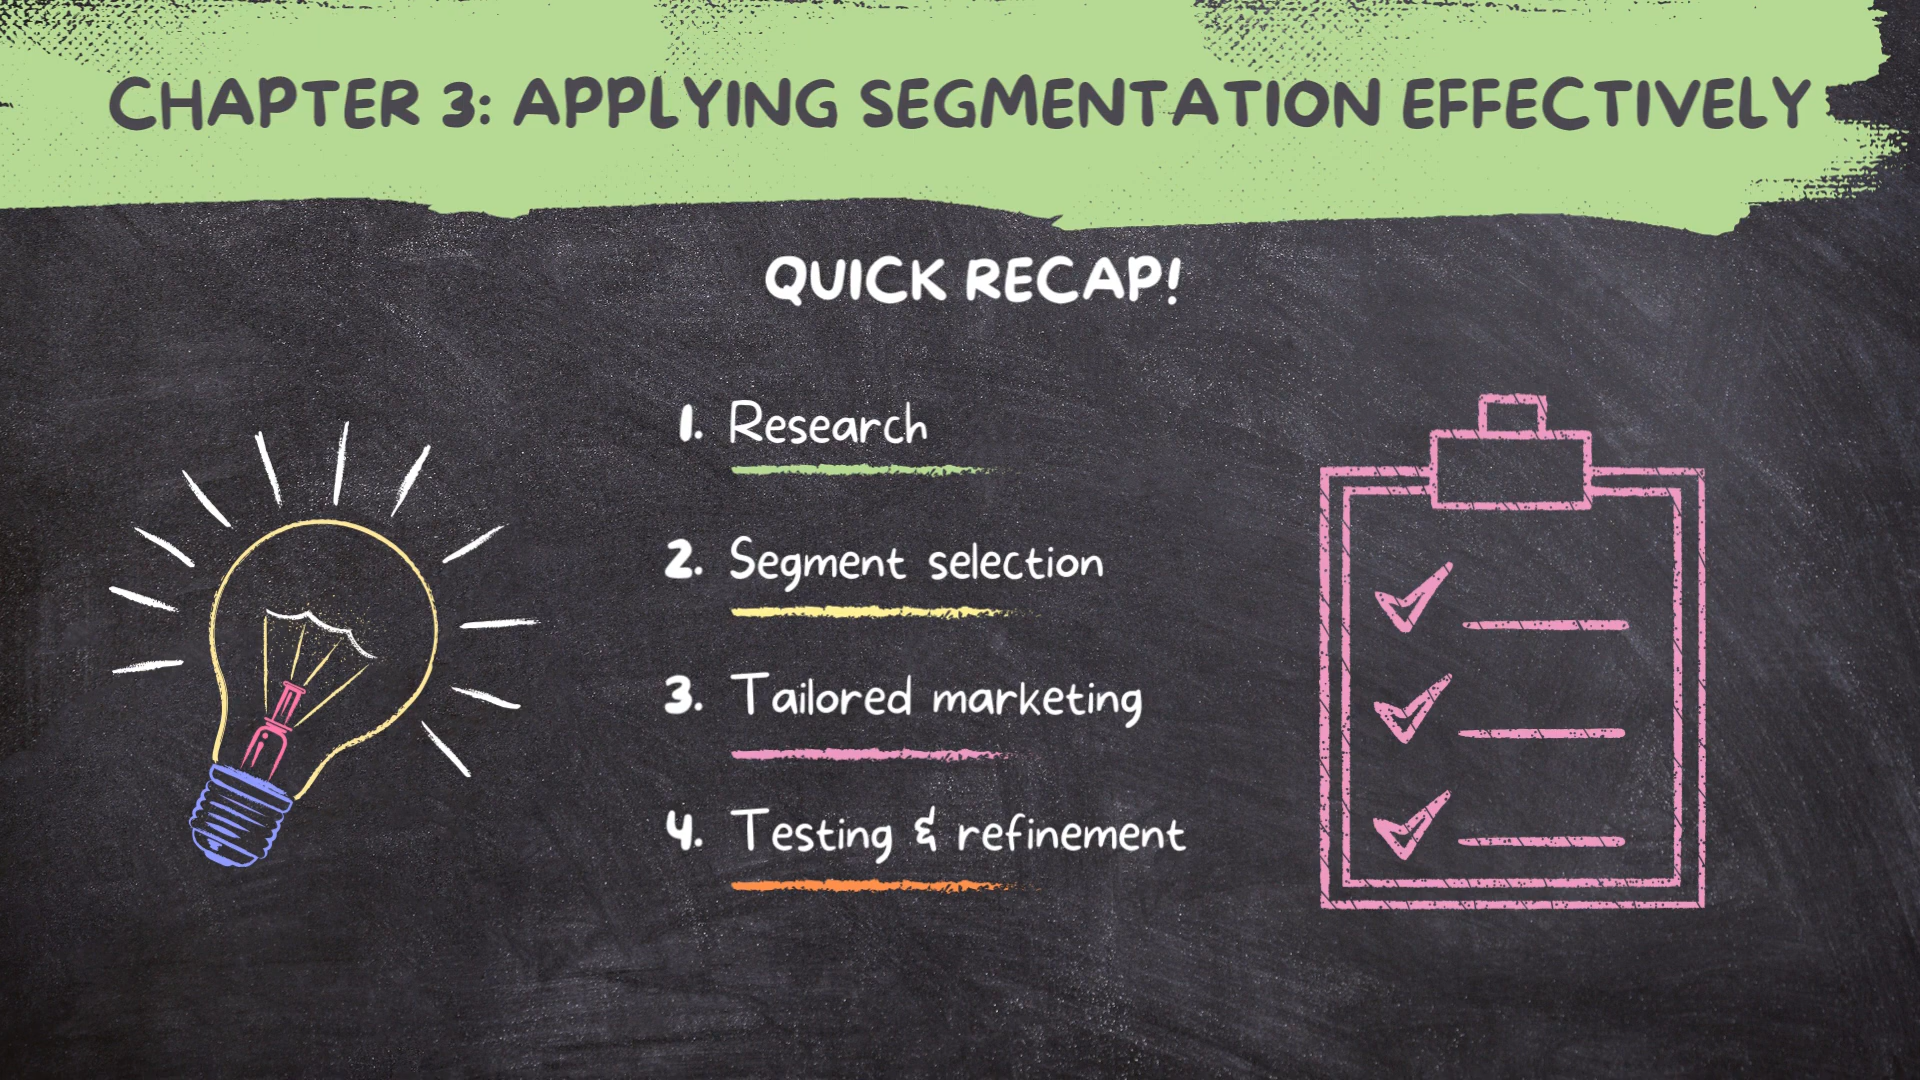 CHAPTER 3: APPLYING SEGMENTATION EFFECTIVELY
QUICK RECAP!
1. Research
2. Segment selection
3. Tailored marketing
4. Testing & refinement